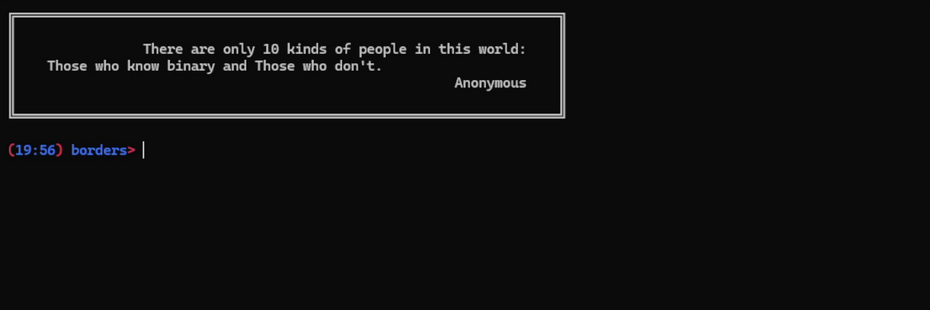 There are only 10 kinds of people in this world:
Those who know binary and Those who don't.
Anonymous
(19:56) borders>